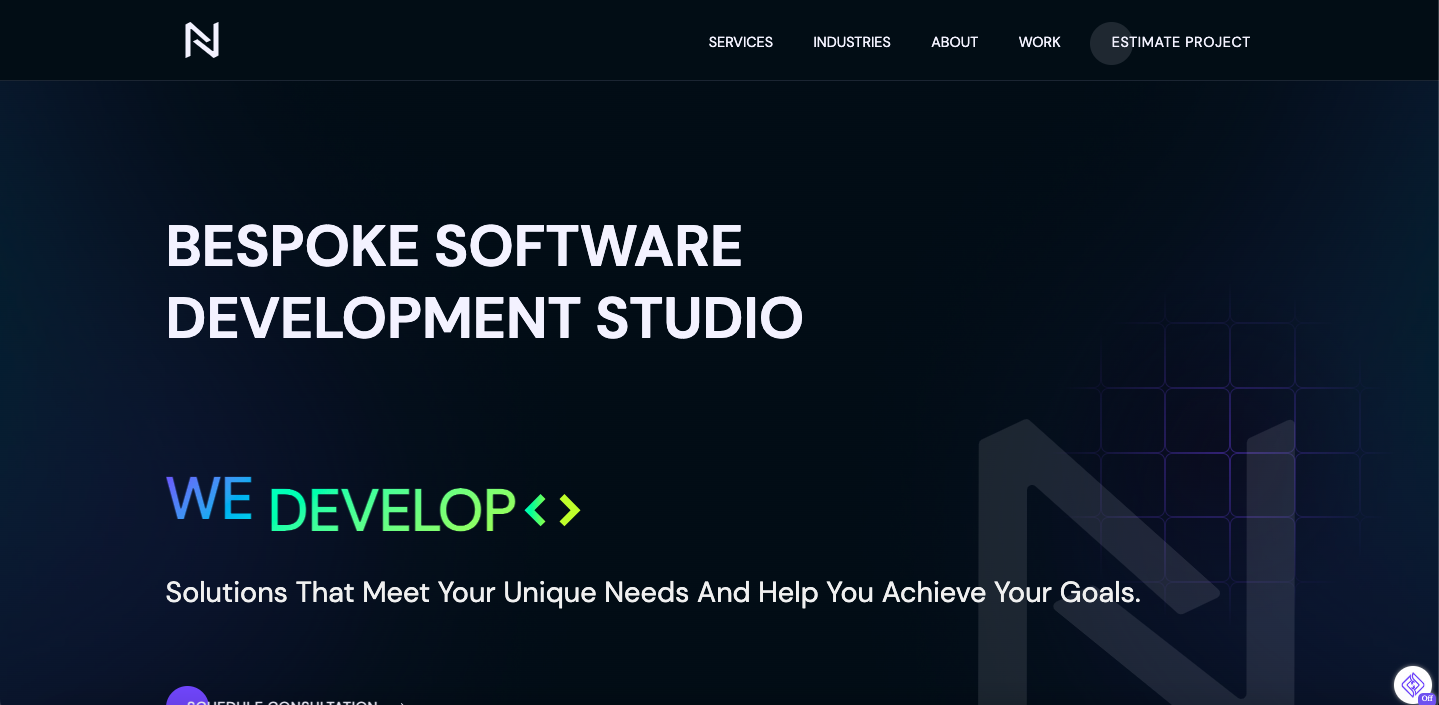 SERVICES INDUSTRIES ABOUT WORK ESTIMATE PROJECT
BESPOKE SOFTWARE
DEVELOPMENT STUDIO
WE DEVELOP< >
Solutions That Meet Your Unique Needs And Help You Achieve Your Goals.
SCHEDULE CONSULTATION
Off